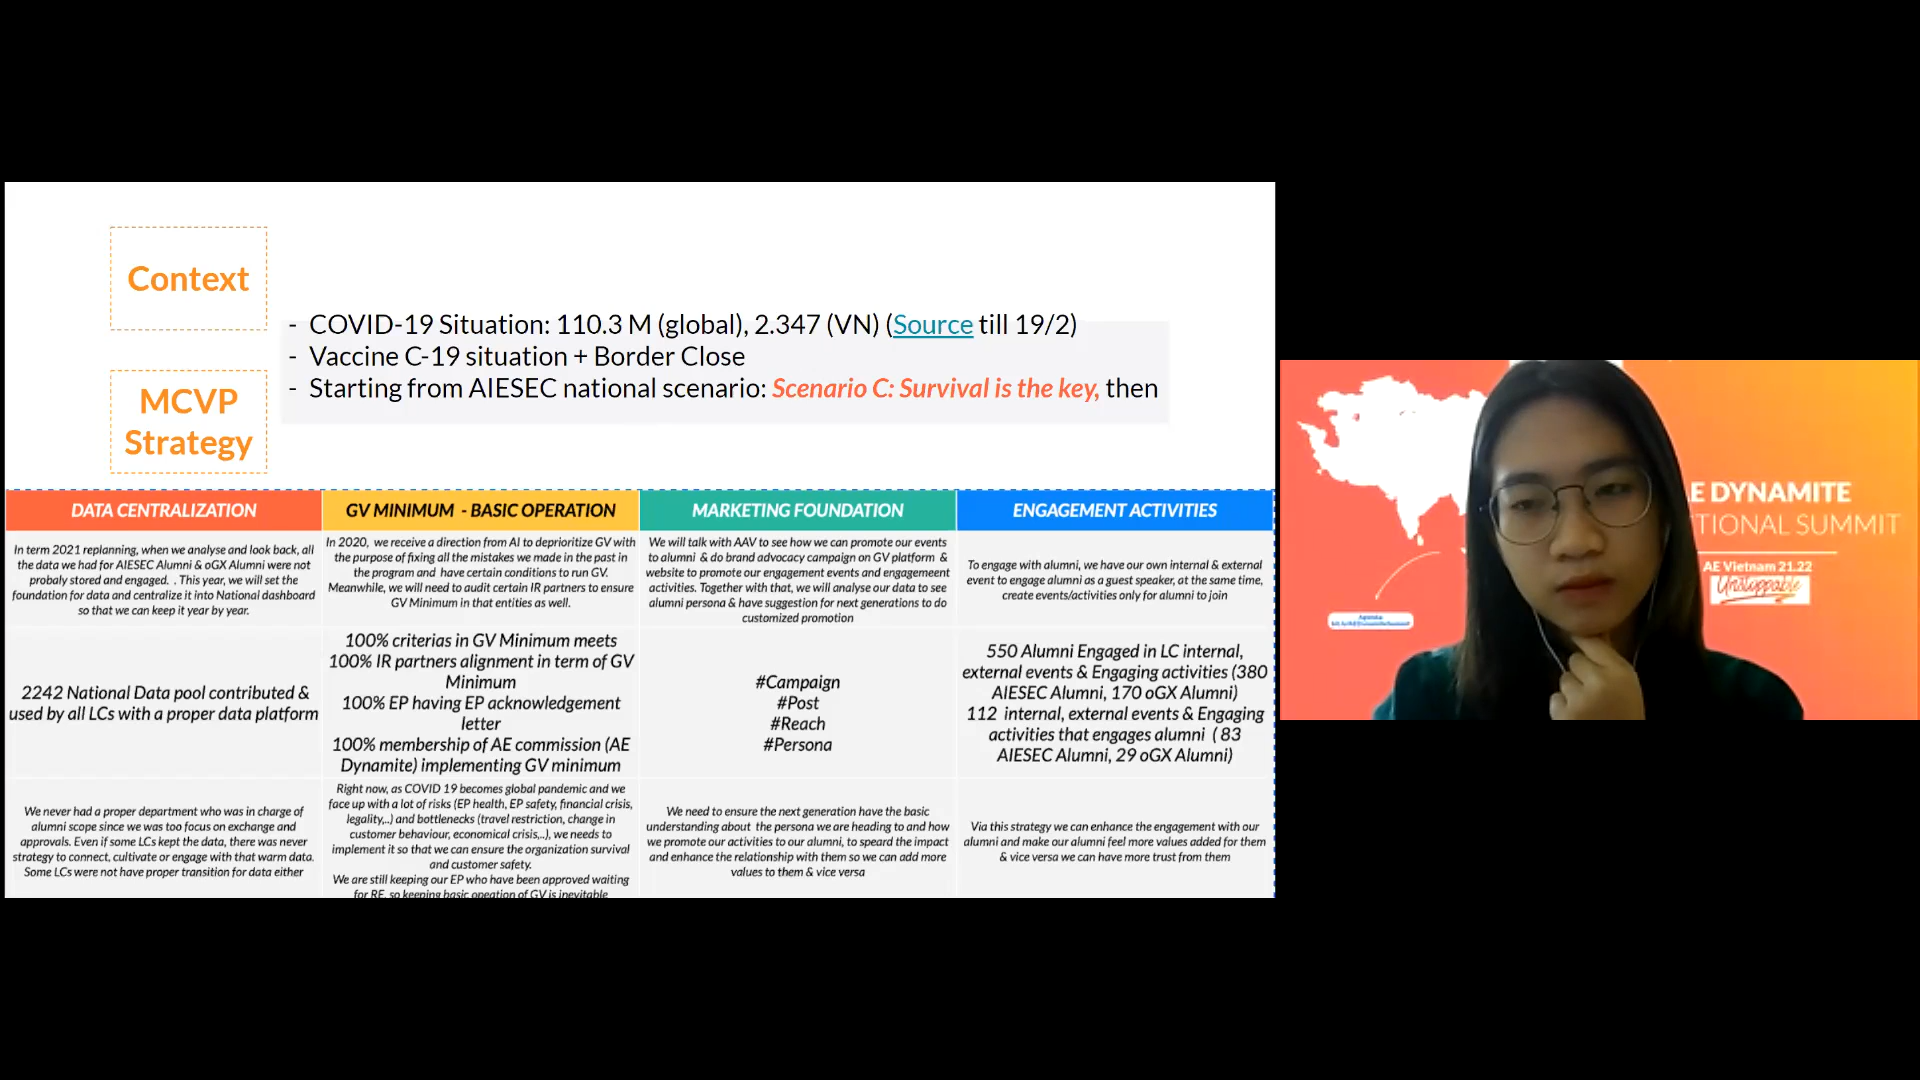 Context
- COVID-19 Situation: 110.3 M (global), 2.347 (VN) (Source till 19/2)
- Vaccine C-19 situation + Border Close
- Starting from AIESEC national scenario: Scenario C: Survival is the key, then
MCVP
Strategy
DATA CENTRALIZATION
In term 2021 replanning, when we analyse and look back, all
the data we had for AIESEC Alumni & oGX Alumni were not
probaly stored and engaged. . This year, we will set the
foundation for data and centralize it into National dashboard
so that we can keep it year by year.
2242 National Data pool contributed &
used by all LCs with a proper data platform
We never had a proper department who was in charge of
alumni scope since we was too focus on exchange and
approvals. Even if some LCs kept the data, there was never
strategy to connect, cultivate or engage with that warm data.
Some LCs were not have proper transition for data either
GV MINIMUM - BASIC OPERATION
In 2020, we receive a direction from AI to deprioritize GV with
the purpose of fixing all the mistakes we made in the past in
the program and have certain conditions to run GV.
Meanwhile, we will need to audit certain IR partners to ensure
GV Minimum in that entities as well.
100% criterias in GV Minimum meets
100% IR partners alignment in term of GV
Minimum
100% EP having EP acknowledgement
letter
100% membership of AE commission (AE
Dynamite) implementing GV minimum
Right now, as COVID 19 becomes global pandemic and we
face up with a lot of risks (EP health, EP safety, financial crisis,
legality,..) and bottlenecks (travel restriction, change in
customer behaviour, economical crisis,..), we needs to
implement it so that we can ensure the organization survival
and customer safety.
We are still keeping our EP who have been approved waiting
for RE, so keeping basic opeation of GV is inevitable
MARKETING FOUNDATION
We will talk with AAV to see how we can promote our events
to alumni & do brand advocacy campaign on GV platform &
website to promote our engagement events and engagemeent
activities. Together with that, we will analyse our data to see
alumni persona & have suggestion for next generations to do
customized promotion
#Campaign
#Post
#Reach
#Persona
We need to ensure the next generation have the basic
understanding about the persona we are heading to and how
we promote our activities to our alumni, to speard the impact
and enhance the relationship with them so we can add more
values to them & vice versa
ENGAGEMENT ACTIVITIES
To engage with alumni, we have our own internal & external
event to engage alumni as a guest speaker, at the same time,
create events/activities only for alumni to join
550 Alumni Engaged in LC internal,
external events & Engaging activities (380
AIESEC Alumni, 170 oGX Alumni)
112 internal, external events & Engaging
activities that engages alumni ( 83
AIESEC Alumni, 29 oGX Alumni)
Via this strategy we can enhance the engagement with our
alumni and make our alumni feel more values added for them
& vice versa we can have more trust from them
AE DYNAMITE
TIONAL SUMMIT
AE Vietnam 21.22
Unstoppable